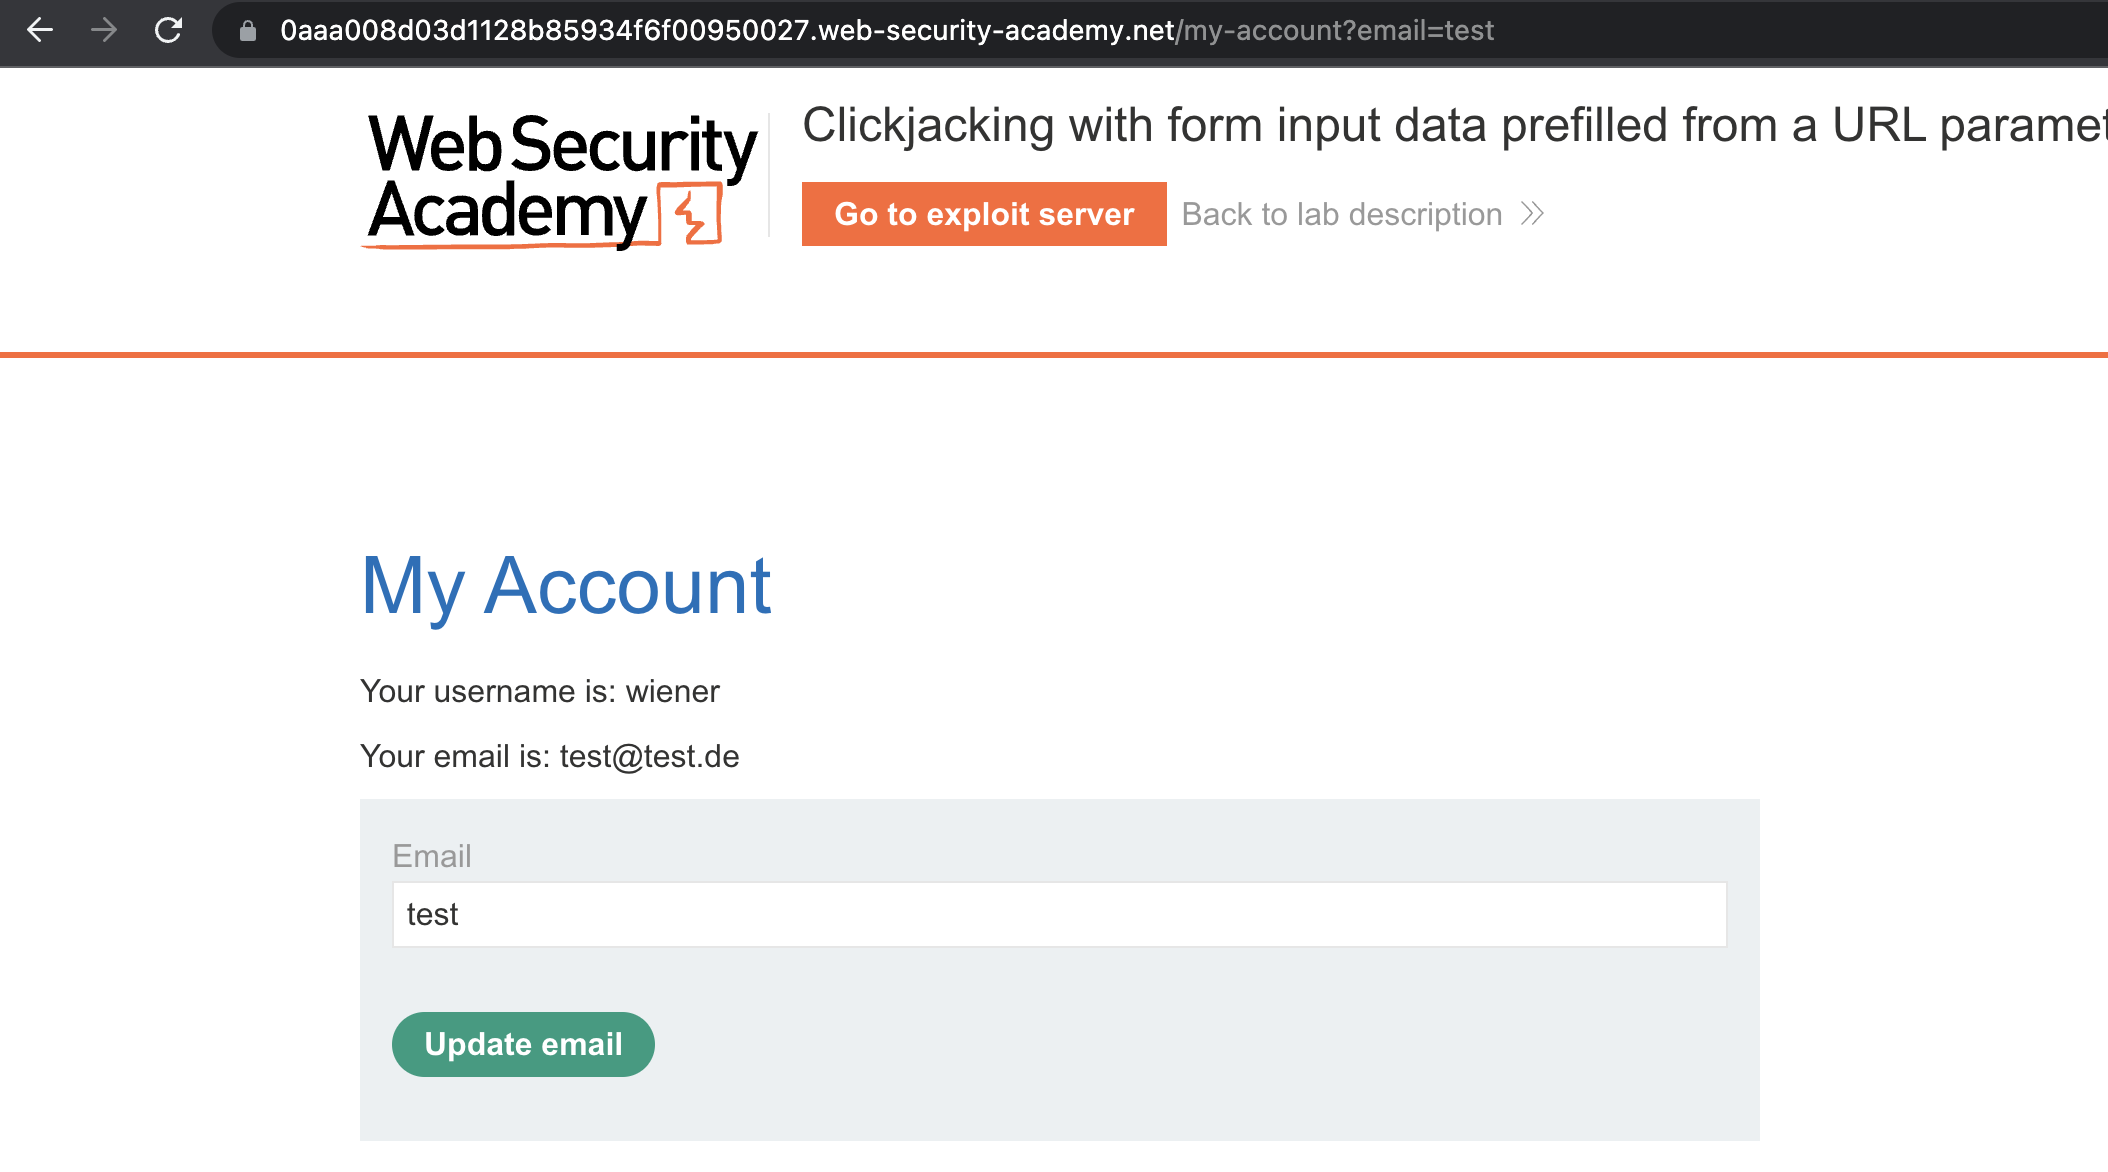 0aaa008d03d1128b85934f6f00950027.web-security-academy.net/my-account?email=test
Web Security
Academy
Clickjacking with form input data prefilled from a URL paramet
Go to exploit server
Back to lab description
My Account
Your username is: wiener
Your email is: test@test.de
Email
test
Update email